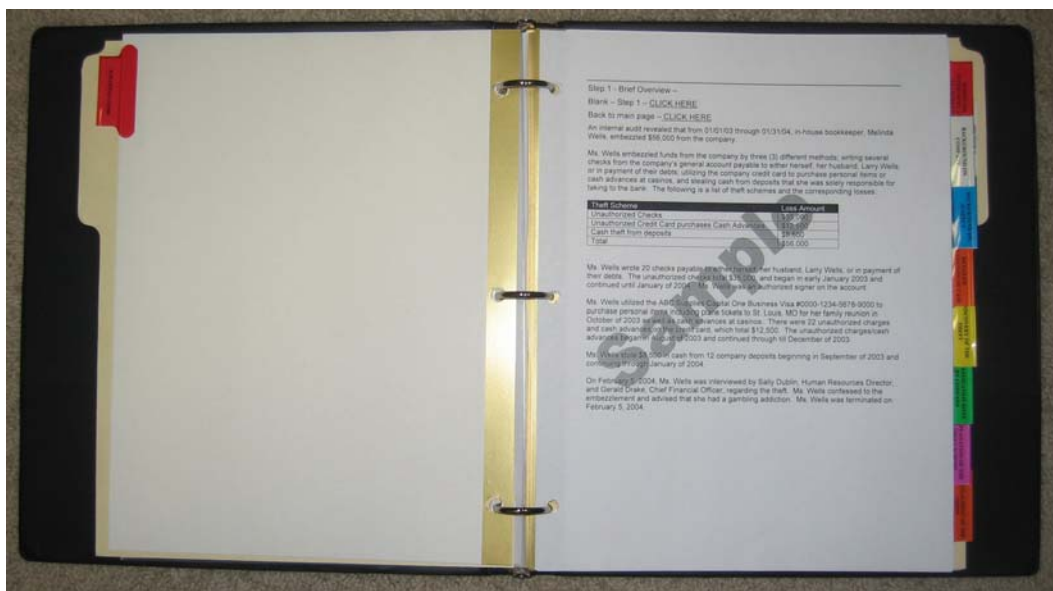 Step 1 - Brief Overview –
Blank – Step 1 – CLICK HERE
Back to main page – CLICK HERE
An internal audit revealed that from 01/01/03 through 01/31/04, in-house bookkeeper, Melinda
Wells, embezzled $56,000 from the company.
Ms. Wells embezzled funds from the company by three (3) different methods; writing several
checks from the company's general account payable to either herself, her husband, Larry Wells,
or in payment of their debts; utilizing the company credit card to purchase personal items or
cash advances at casinos, and stealing cash from deposits that she was solely responsible for
taking to the bank. The following is a list of theft schemes and the corresponding losses:
Theft Scheme Loss Amount
Unauthorized Checks
Unauthorized Credit Card purchases Cash Advances
Cash theft from deposits
Total $56,000
Sample
Ms. Wells wrote 20 checks payable to either herself, her husband, Larry Wells, or in payment of
their debts. The unauthorized checks total $35,000, and began in early January 2003 and
continued until January of 2004. authorized signer on the account.
Ms. Wells utilized the ABC Supplies Capital One Business Visa #0000-1234-5678-9000 to
purchase personal items including plane tickets to St. Louis, MO for her family reunion in
October of 2003 as well as cash advances at casinos. There were 22 unauthorized charges
and cash advances on the credit card, which total $12,500. The unauthorized charges/cash
advances began in of 2003 and continued through till December of 2003.
Ms. Wells stole $8,500 in cash from 12 company deposits beginning in September of 2003 and
continuing through January of 2004.
On February 5, 2004, Ms. Wells was interviewed by Sally Dublin, Human Resources Director,
and Gerald Drake, Chief Financial Officer, regarding the theft. Ms. Wells confessed to the
embezzlement and advised that she had a gambling addiction. Ms. Wells was terminated on
February 5, 2004.